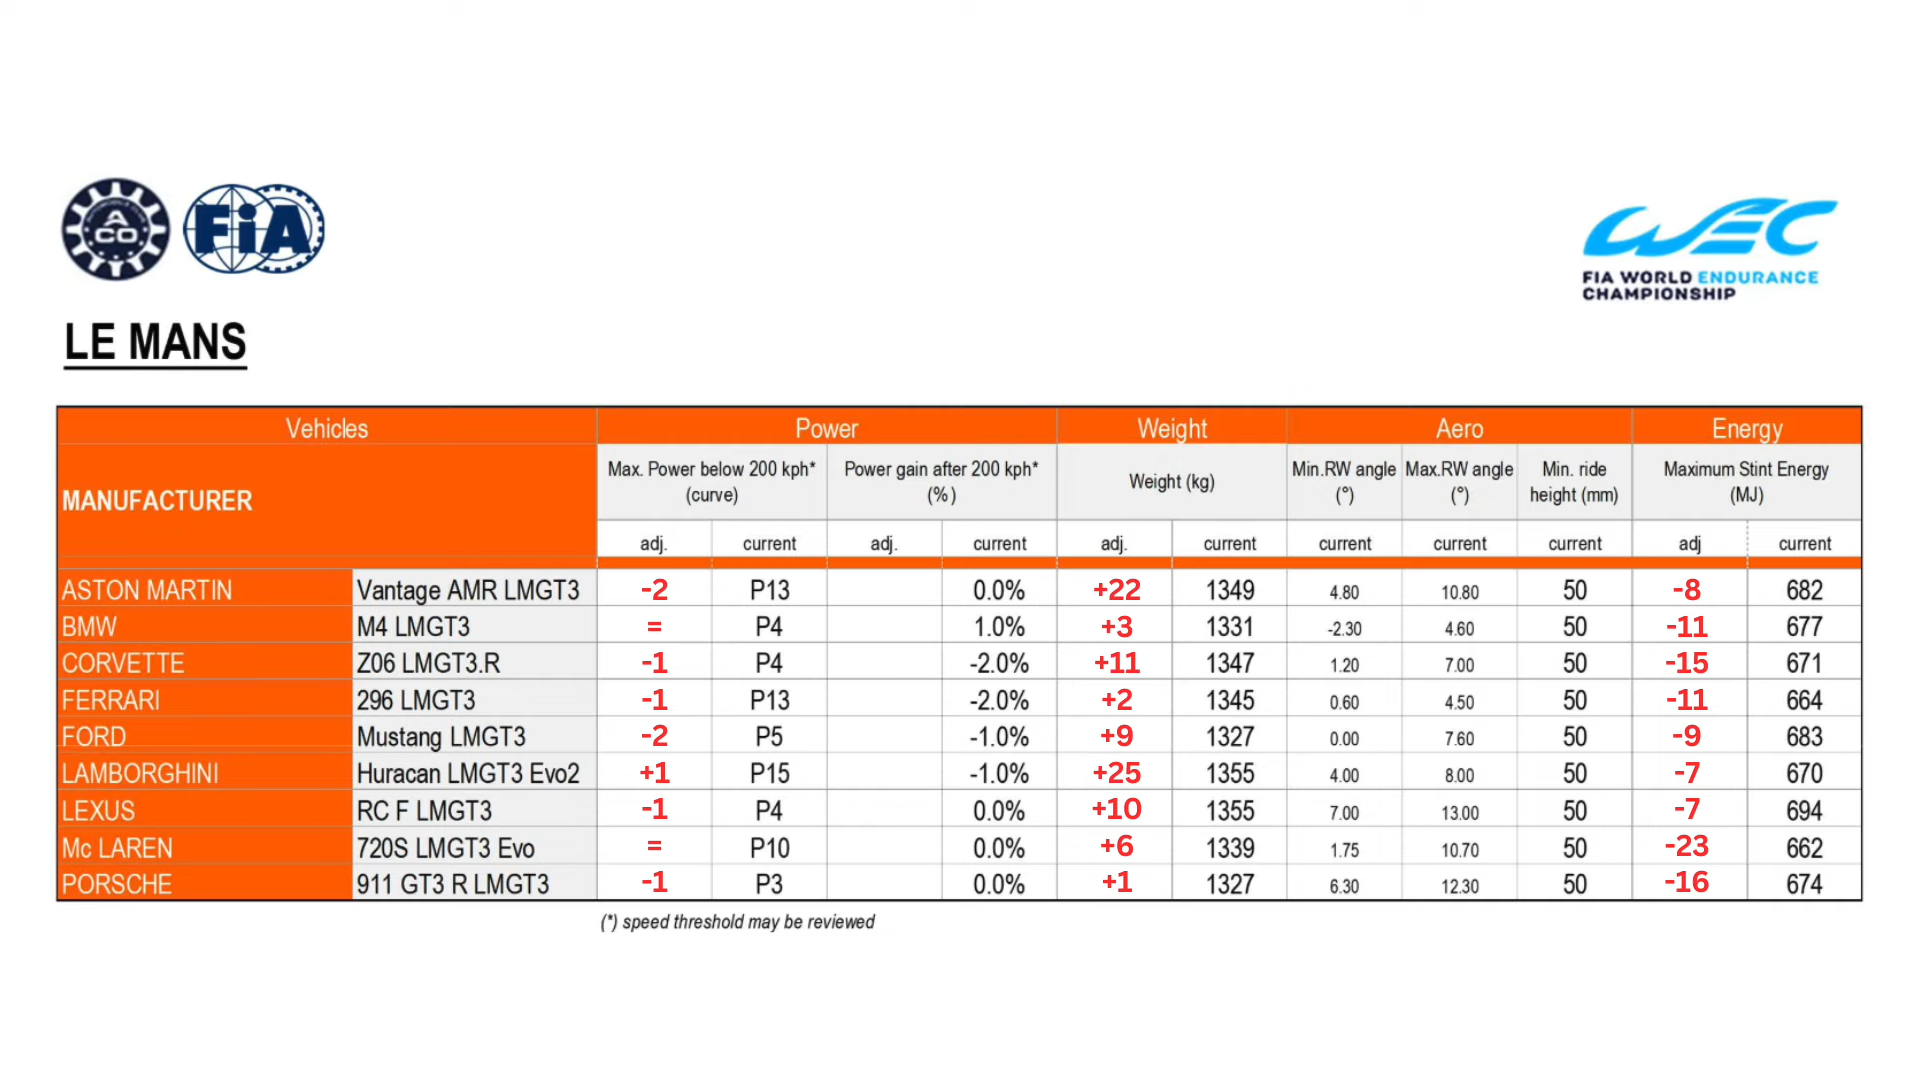 ACO
FiA
WEC
FIA WORLD ENDURANCE
CHAMPIONSHIP
LE MANS
Vehicles Power Weight Aero Energy
MANUFACTURER
Max. Power below 200 kph* (curve) Power gain after 200 kph* (%) Weight (kg) Min.RW angle (°) Max.RW angle (°) Min. ride height (mm) Maximum Stint Energy (MJ)
adj. current adj. current adj. current current current current adj current
ASTON MARTIN Vantage AMR LMGT3 -2 P13 0.0% +22 1349 4.80 10.80 50 -8 682
BMW M4 LMGT3 = P4 1.0% +3 1331 -2.30 4.60 50 -11 677
CORVETTE Z06 LMGT3.R -1 P4 -2.0% +11 1347 1.20 7.00 50 -15 671
FERRARI 296 LMGT3 -1 P13 -2.0% +2 1345 0.60 4.50 50 -11 664
FORD Mustang LMGT3 -2 P5 -1.0% +9 1327 0.00 7.60 50 -9 683
LAMBORGHINI Huracan LMGT3 Evo2 +1 P15 -1.0% +25 1355 4.00 8.00 50 -7 670
LEXUS RC F LMGT3 -1 P4 0.0% +10 1355 7.00 13.00 50 -7 694
Mc LAREN 720S LMGT3 Evo = P10 0.0% +6 1339 1.75 10.70 50 -23 662
PORSCHE 911 GT3 R LMGT3 -1 P3 0.0% +1 1327 6.30 12.30 50 -16 674
(*) speed threshold may be reviewed